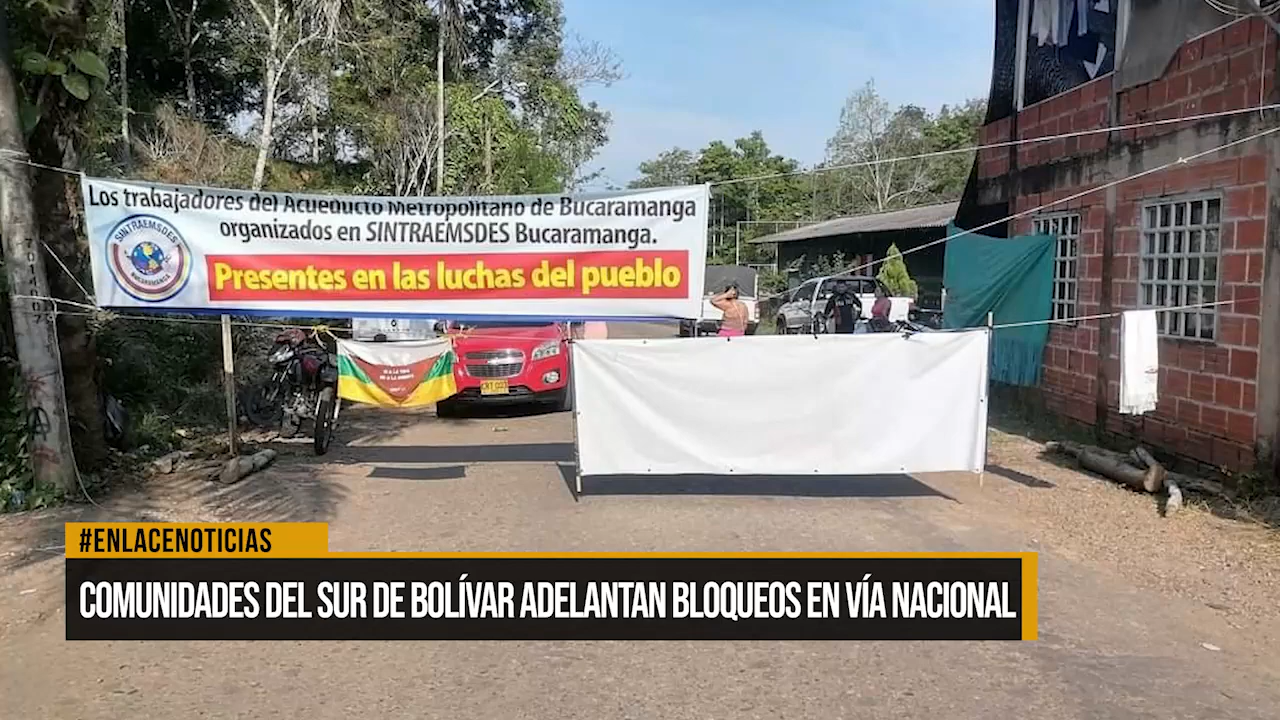 Los trabajadores del Acueducto Metropolitano de Bucaramanga
organizados en SINTRAEMSDES Bucaramanga.
SINTRAEMSDES
BUCARAMANGA
Presentes en las luchas del pueblo
#ENLACENOTICIAS
COMUNIDADES DEL SUR DE BOLÍVAR ADELANTAN BLOQUEOS EN VÍA NACIONAL